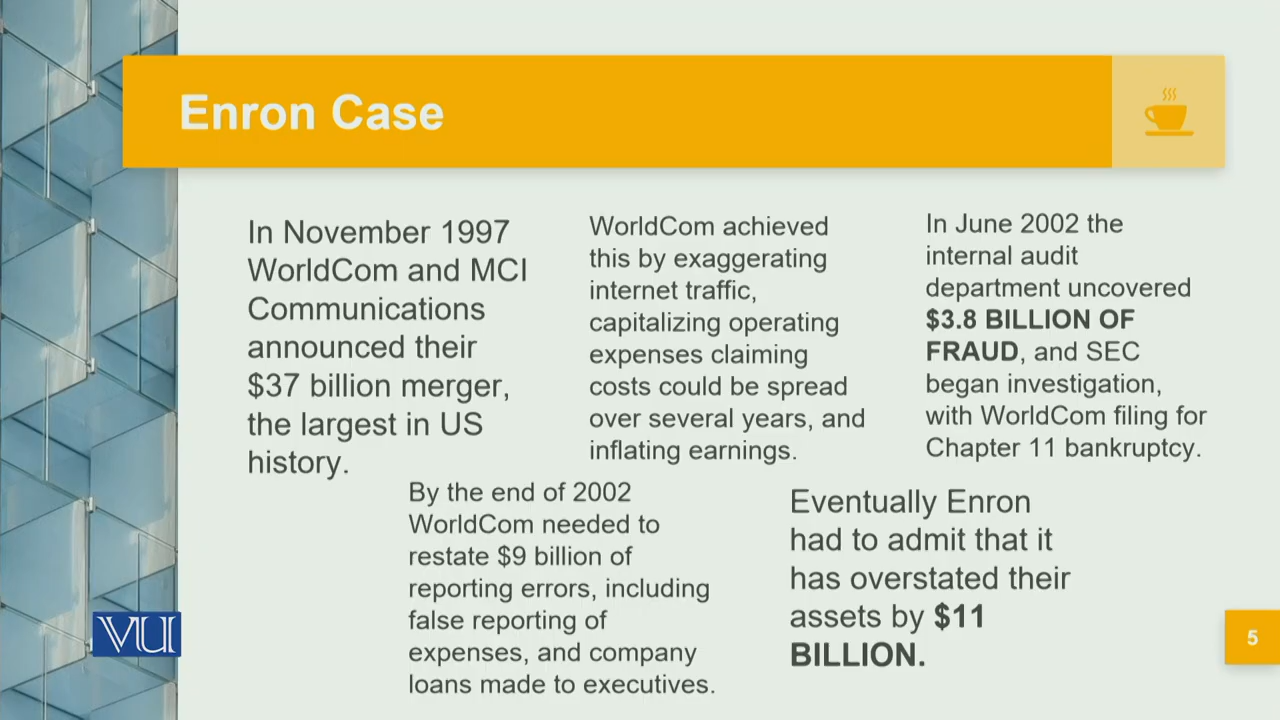 Enron Case
In November 1997
WorldCom and MCI
Communications
announced their
$37 billion merger,
the largest in US
history.
WorldCom achieved
this by exaggerating
internet traffic,
capitalizing operating
expenses claiming
costs could be spread
over several years, and
inflating earnings.
In June 2002 the
internal audit
department uncovered
$3.8 BILLION OF
FRAUD, and SEC
began investigation,
with WorldCom filing for
Chapter 11 bankruptcy.
By the end of 2002
WorldCom needed to
restate $9 billion of
reporting errors, including
false reporting of
expenses, and company
loans made to executives.
Eventually Enron
had to admit that it
has overstated their
assets by $11
BILLION.
VU
5